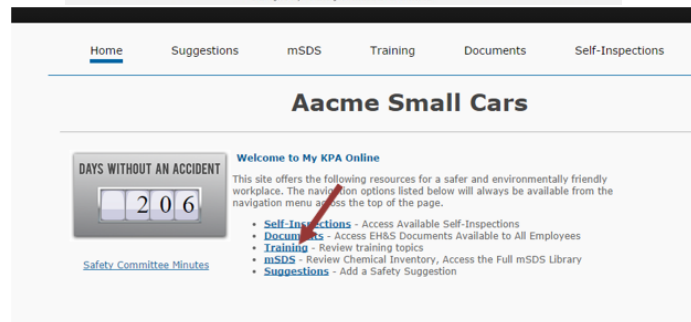 Home Suggestions mSDS Training Documents Self-Inspections
Aacme Small Cars
DAYS WITHOUT AN ACCIDENT
206
Safety Committee Minutes
Welcome to My KPA Online
This site offers the following resources for a safer and environmentally friendly
workplace. The navigation options listed below will always be available from the
navigation menu across the top of the page.
• Self-Inspections - Access Available Self-Inspections
• Documents - Access EH&S Documents Available to All Employees
• Training - Review training topics
• mSDS - Review Chemical Inventory, Access the Full mSDS Library
• Suggestions - Add a Safety Suggestion